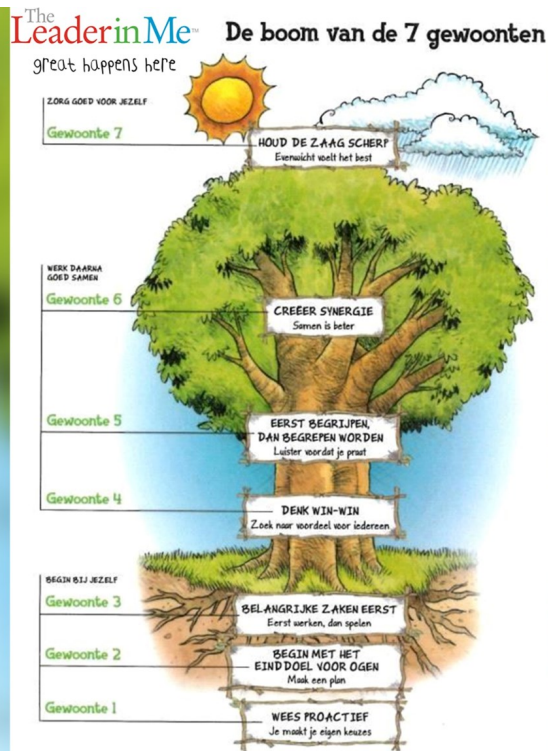 The
Leader in Me™
great happens here
De boom van de 7 gewoonten
ZORG GOED VOOR JEZELF
Gewoonte 7
HOUD DE ZAAG SCHERP
Evenwicht voelt het best
WERK DAARNA
GOED SAMEN
Gewoonte 6
CREËER SYNERGIE
Samen is beter
Gewoonte 5
EERST BEGRIJPEN,
DAN BEGREPEN WORDEN
Luister voordat je praat
Gewoonte 4
DENK WIN-WIN
Zoek naar voordeel voor iedereen
BEGIN BIJ JEZELF
Gewoonte 3
BELANGRIJKE ZAKEN EERST
Eerst werken, dan spelen
Gewoonte 2
BEGIN MET HET
EINDDOEL VOOR OGEN
Maak een plan
Gewoonte 1
WEES PROACTIEF
Je maakt je eigen keuzes